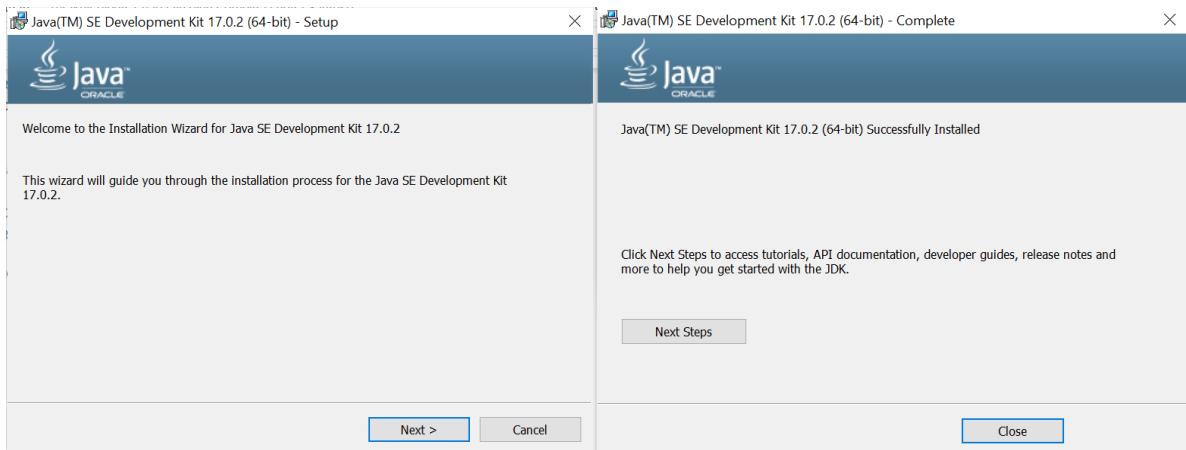 Java(TM) SE Development Kit 17.0.2 (64-bit) - Setup
Java™
ORACLE
Welcome to the Installation Wizard for Java SE Development Kit 17.0.2
This wizard will guide you through the installation process for the Java SE Development Kit
17.0.2.
Next >
Cancel
Java(TM) SE Development Kit 17.0.2 (64-bit) - Complete
Java™
ORACLE
Java(TM) SE Development Kit 17.0.2 (64-bit) Successfully Installed
Click Next Steps to access tutorials, API documentation, developer guides, release notes and
more to help you get started with the JDK.
Next Steps
Close